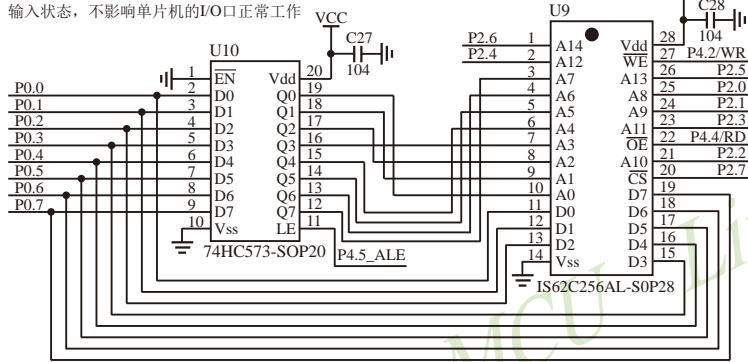 输入状态，不影响单片机的I/O口正常工作
VCC
C27
104
U10
1 EN Vdd 20
P0.0 2 D0 Q0 19
P0.1 3 D1 Q1 18
P0.2 4 D2 Q2 17
P0.3 5 D3 Q3 16
P0.4 6 D4 Q4 15
P0.5 7 D5 Q5 14
P0.6 8 D6 Q6 13
P0.7 9 D7 Q7 12
10 Vss LE 11
74HC573-SOP20
P4.5_ALE
U9
C28
104
P2.6 1 A14 Vdd 28
P2.4 2 A12 WE 27 P4.2/WR
3 A7 A13 26 P2.5
4 A6 A8 25 P2.0
5 A5 A9 24 P2.1
6 A4 A11 23 P2.3
7 A3 OE 22 P4.4/RD
8 A2 A10 21 P2.2
9 A1 CS 20 P2.7
10 A0 D7 19
11 D0 D6 18
12 D1 D5 17
13 D2 D4 16
14 Vss D3 15
IS62C256AL-S0P28
MCU Li